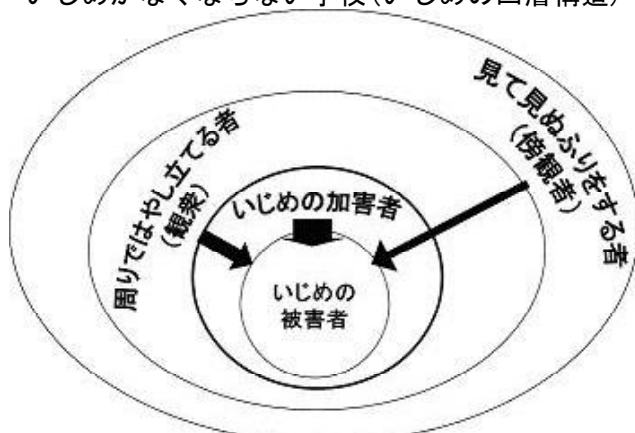 いじめがなくならない学校(いじめの四層構造)
見て見ぬふりをする者
(傍観者)
周りではやし立てる者
(観衆)
いじめの加害者
いじめの
被害者